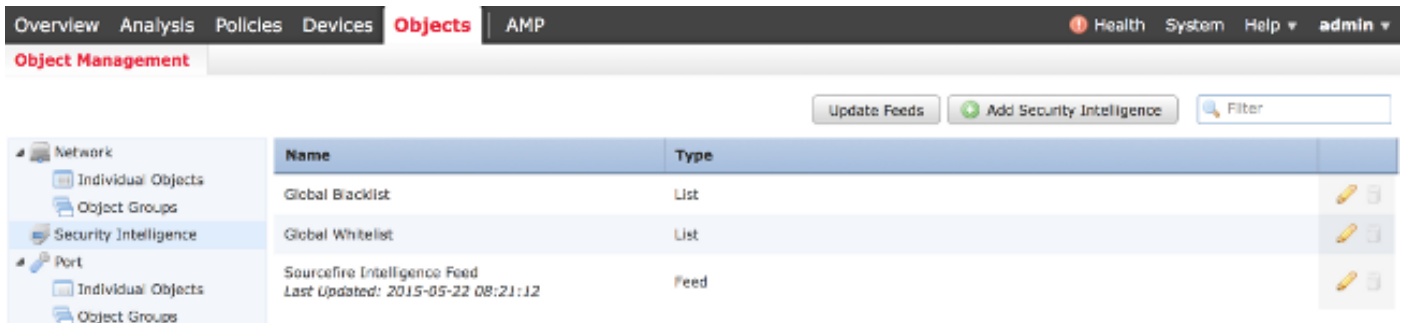 Overview Analysis Policies Devices Objects AMP Health System Help admin
Object Management
Update Feeds Add Security Intelligence Filter
Network
Individual Objects
Object Groups
Security Intelligence
Port
Individual Objects
Object Groups
Name Type
Global Blacklist List
Global Whitelist List
Sourcefire Intelligence Feed Feed
Last Updated: 2015-05-22 08:21:12